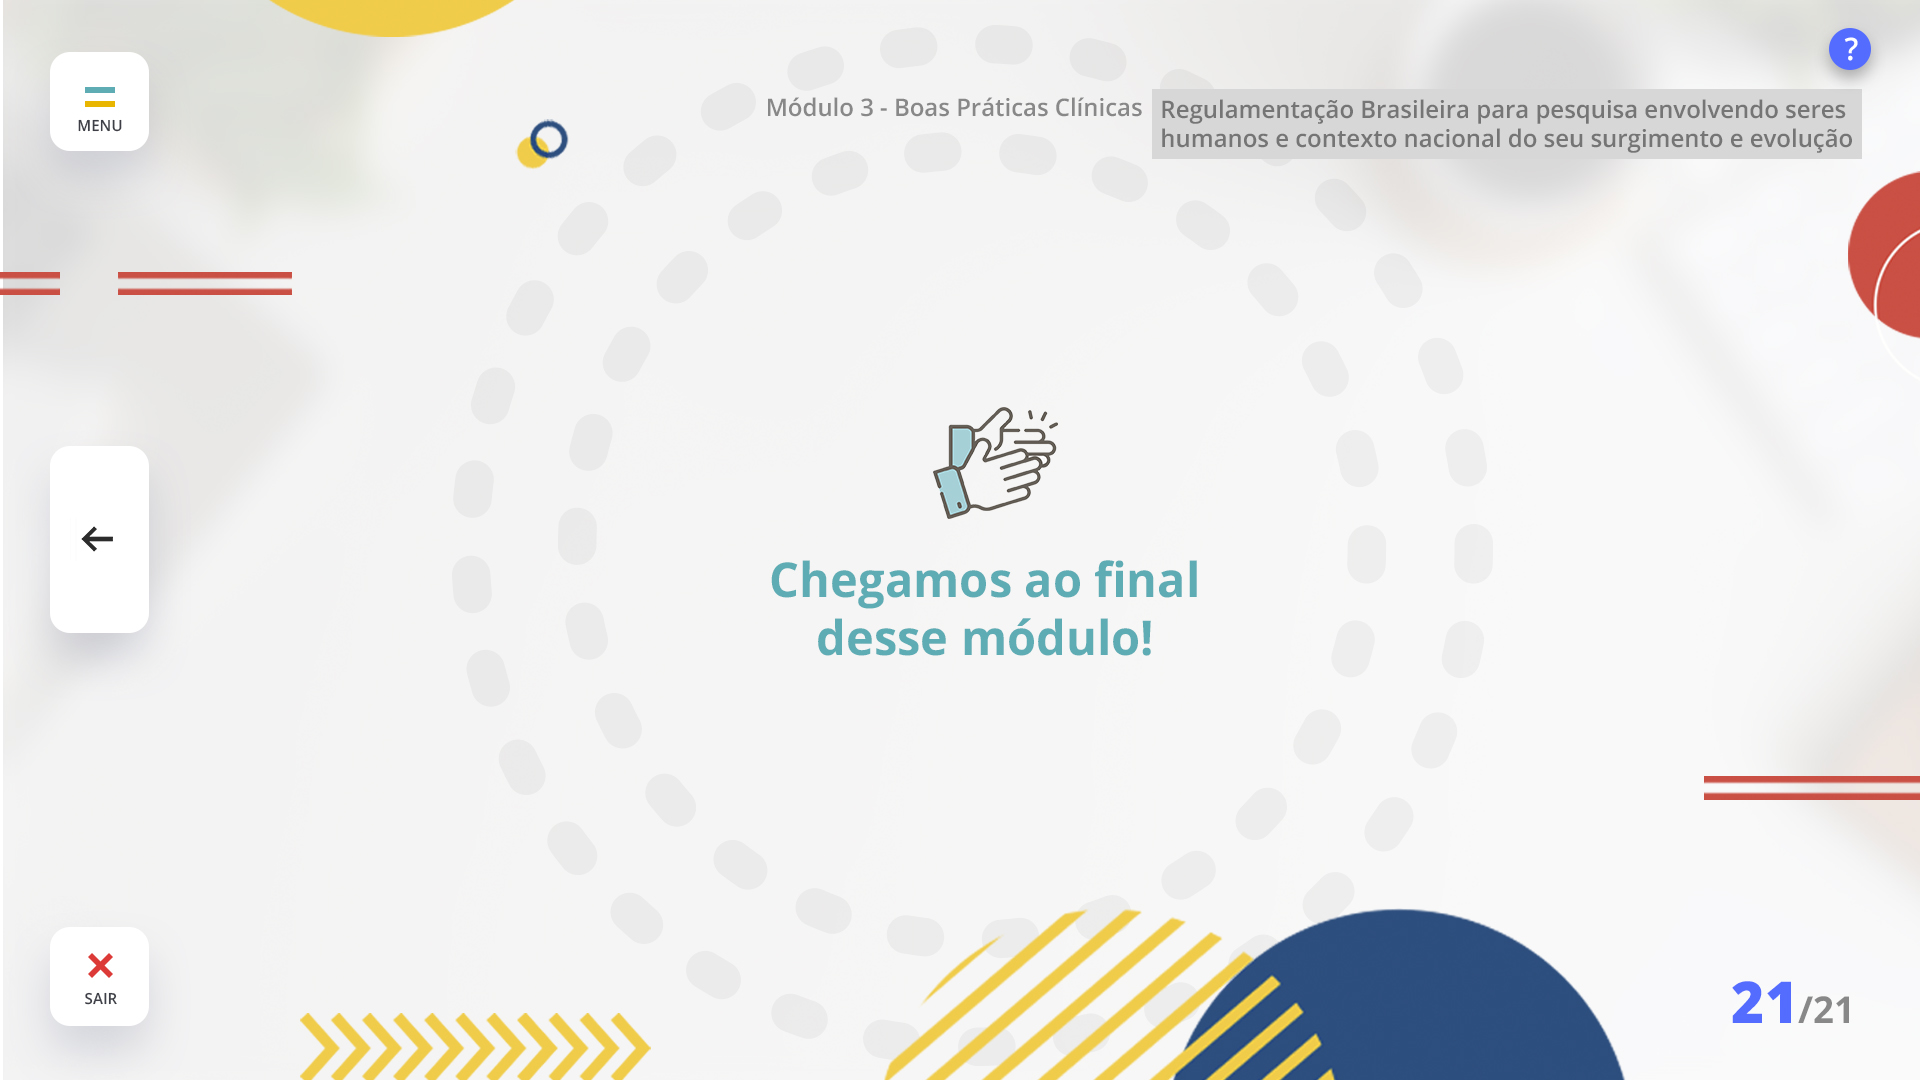 ?
MENU
Módulo 3 - Boas Práticas Clínicas
Regulamentação Brasileira para pesquisa envolvendo seres
humanos e contexto nacional do seu surgimento e evolução
Chegamos ao final
desse módulo!
SAIR
21/21